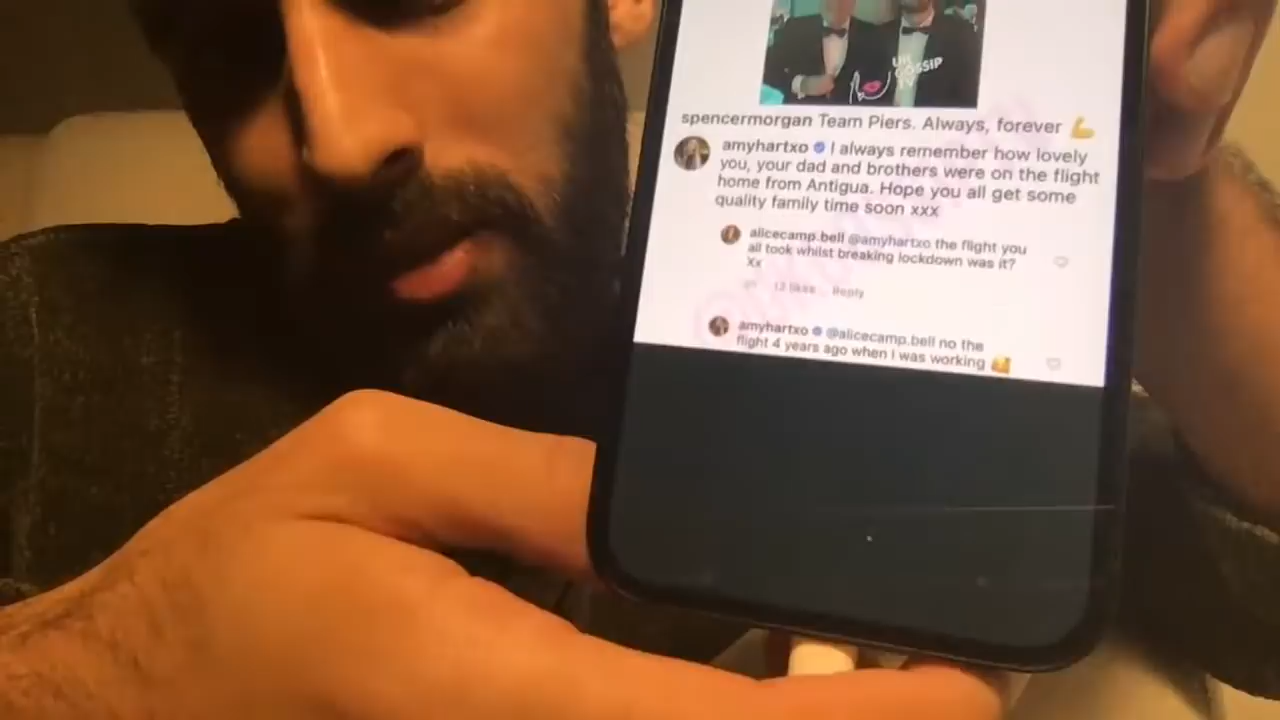 UK
GOSSIP
TV
spencermorgan Team Piers. Always, forever 💪
amyhartxo I always remember how lovely
you, your dad and brothers were on the flight
home from Antigua. Hope you all get some
quality family time soon xxx
alicecamp.bell @amyhartxo the flight you
all took whilst breaking lockdown was it?
Xx
12 likes Reply
amyhartxo @alicecamp.bell no the
flight 4 years ago when I was working